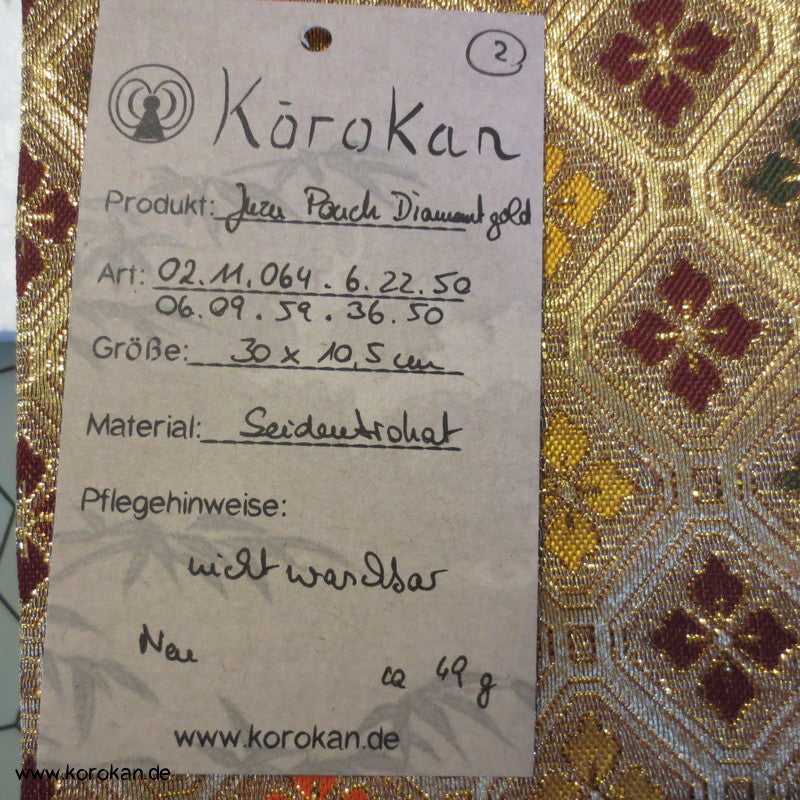 2
Kōrokan
Produkt: Juzu Pouch Diamant gold
Art: 02.11.064.6.22.50
06.09.59.36.50
Größe: 30 x 10,5 cm
Material: Seidenbrokat
Pflegehinweise:
nicht waschbar
Neu
ca 49 g
www.korokan.de
www.korokan.de